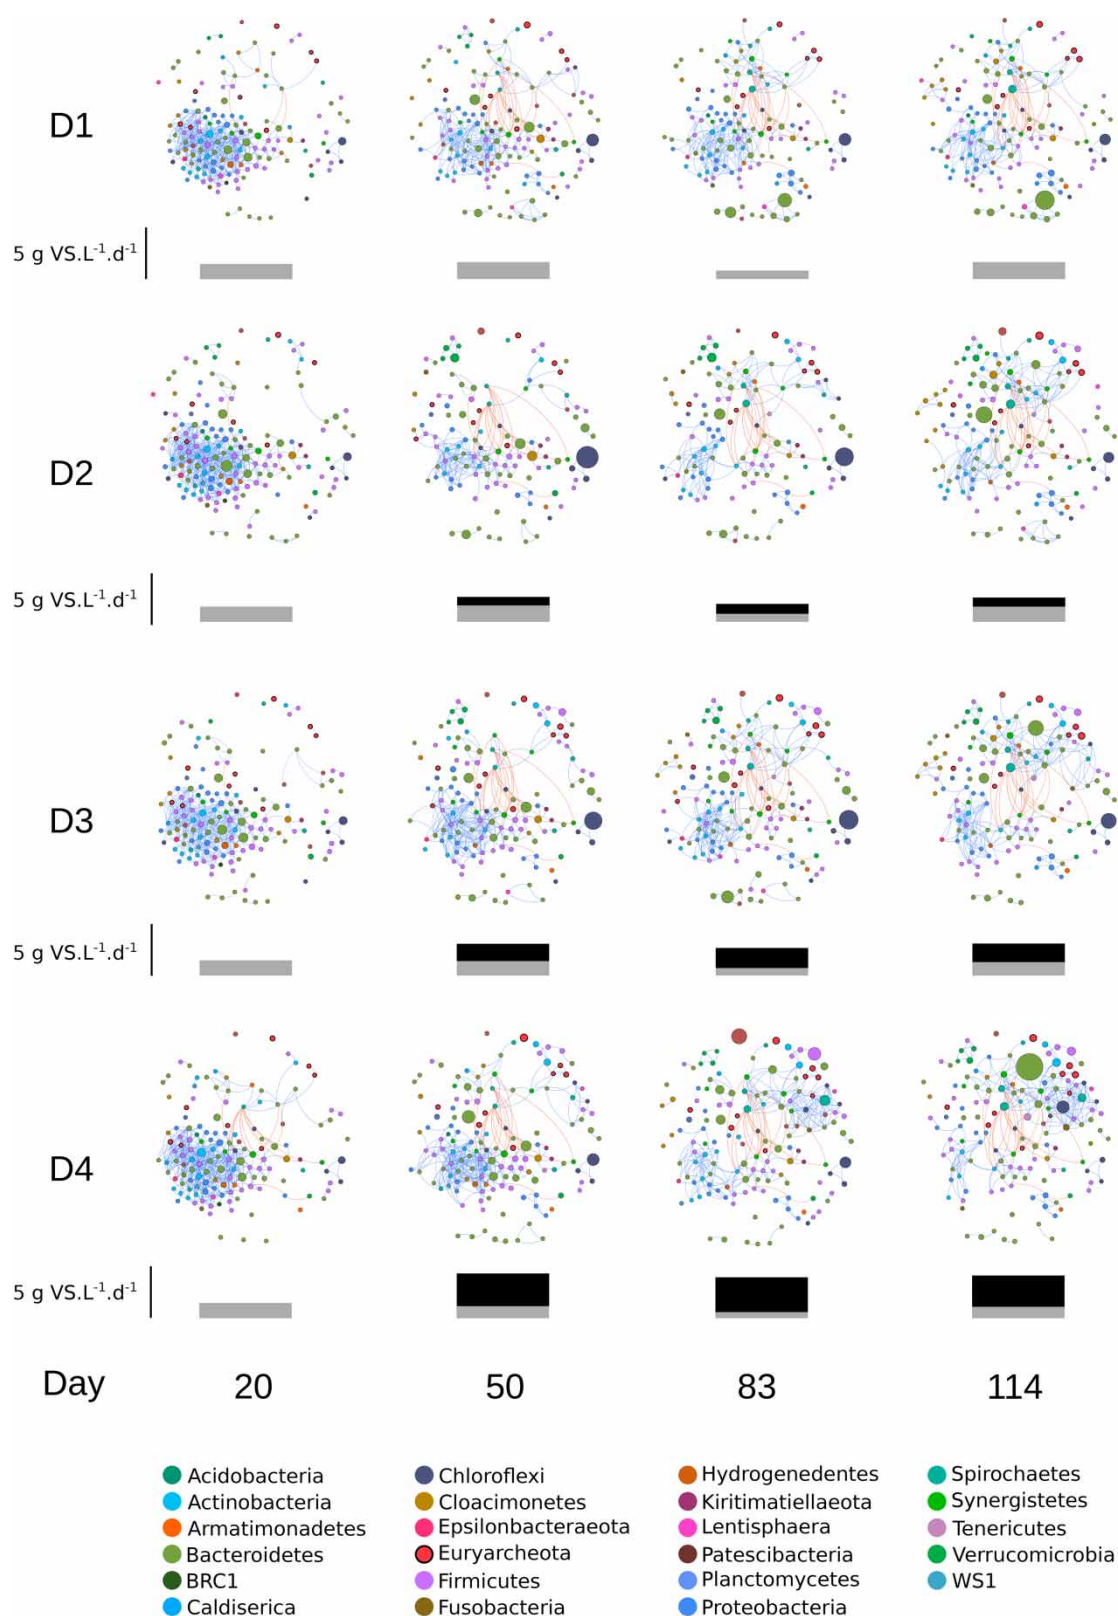 D1
5 g VS.L⁻¹.d⁻¹
D2
5 g VS.L⁻¹.d⁻¹
D3
5 g VS.L⁻¹.d⁻¹
D4
5 g VS.L⁻¹.d⁻¹
Day 20 50 83 114
Acidobacteria Chloroflexi Hydrogenedentes Spirochaetes
Actinobacteria Cloacimonetes Kiritimatiellaeota Synergistetes
Armatimonadetes Epsilonbacteraeota Lentisphaera Tenericutes
Bacteroidetes Euryarcheota Patescibacteria Verrucomicrobia
BRC1 Firmicutes Planctomycetes WS1
Caldiserica Fusobacteria Proteobacteria